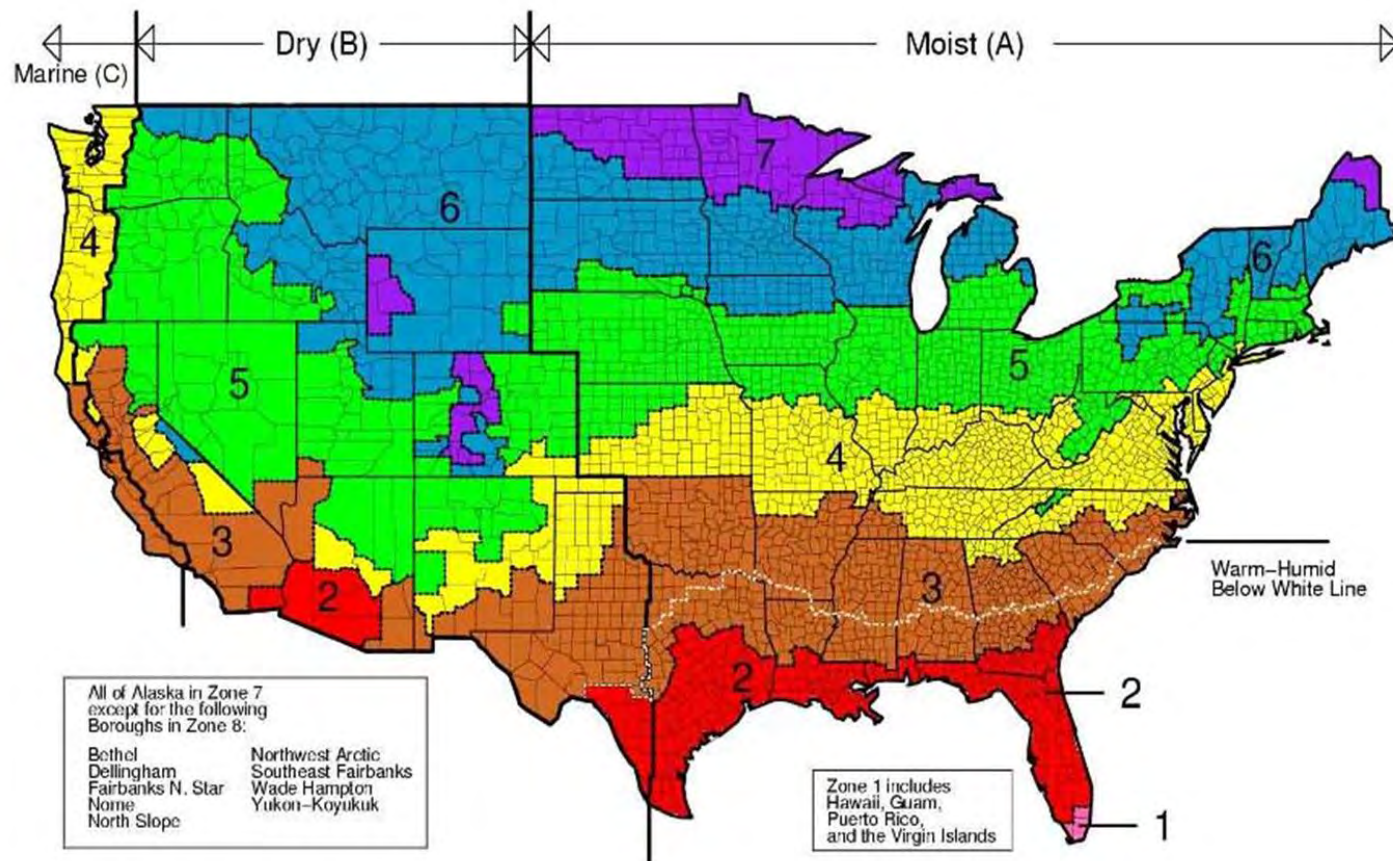 Dry (B)
Moist (A)
Marine (C)
7
6
4
6
5
5
4
3
3
2
2
Warm-Humid
Below White Line
2
1
All of Alaska in Zone 7
except for the following
Boroughs in Zone 8:
Bethel
Dellingham
Fairbanks N. Star
Nome
North Slope
Northwest Arctic
Southeast Fairbanks
Wade Hampton
Yukon-Koyukuk
Zone 1 includes
Hawaii, Guam,
Puerto Rico,
and the Virgin Islands